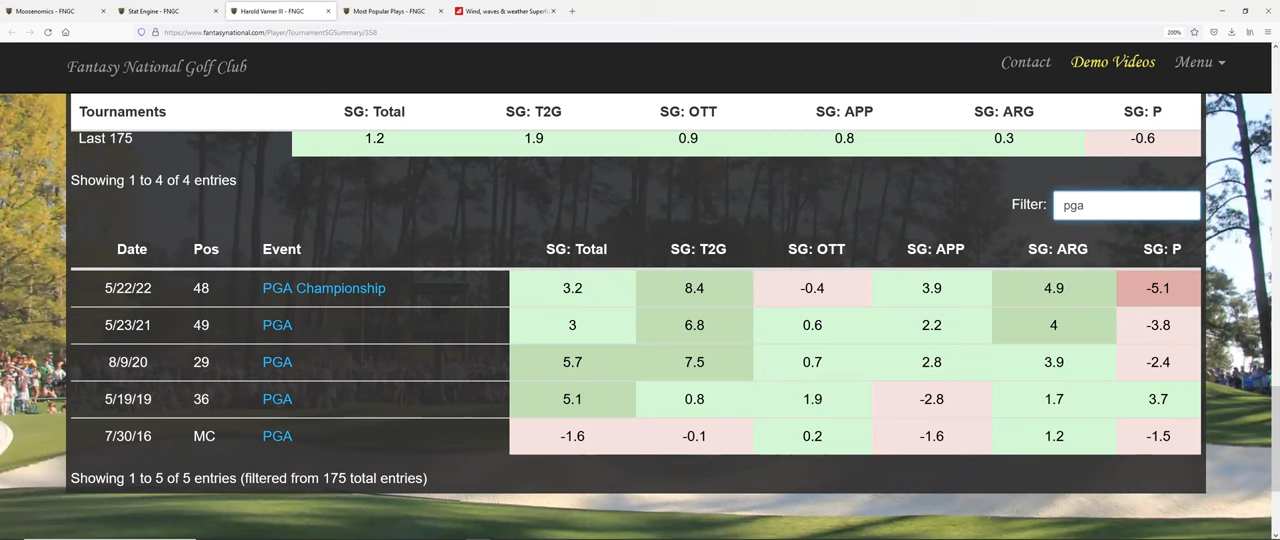 Moosenomics - FNGC
Stat Engine - FNGC
Harold Varner III - FNGC
Most Popular Plays - FNGC
Wind, waves & weather Superf
https://www.fantasynational.com/Player/TournamentSGSummary/358
200%
Fantasy National Golf Club
Contact Demo Videos Menu
Tournaments SG: Total SG: T2G SG: OTT SG: APP SG: ARG SG: P
Last 175 1.2 1.9 0.9 0.8 0.3 -0.6
Showing 1 to 4 of 4 entries
Filter: pga
Date Pos Event SG: Total SG: T2G SG: OTT SG: APP SG: ARG SG: P
5/22/22 48 PGA Championship 3.2 8.4 -0.4 3.9 4.9 -5.1
5/23/21 49 PGA 3 6.8 0.6 2.2 4 -3.8
8/9/20 29 PGA 5.7 7.5 0.7 2.8 3.9 -2.4
5/19/19 36 PGA 5.1 0.8 1.9 -2.8 1.7 3.7
7/30/16 MC PGA -1.6 -0.1 0.2 -1.6 1.2 -1.5
Showing 1 to 5 of 5 entries (filtered from 175 total entries)